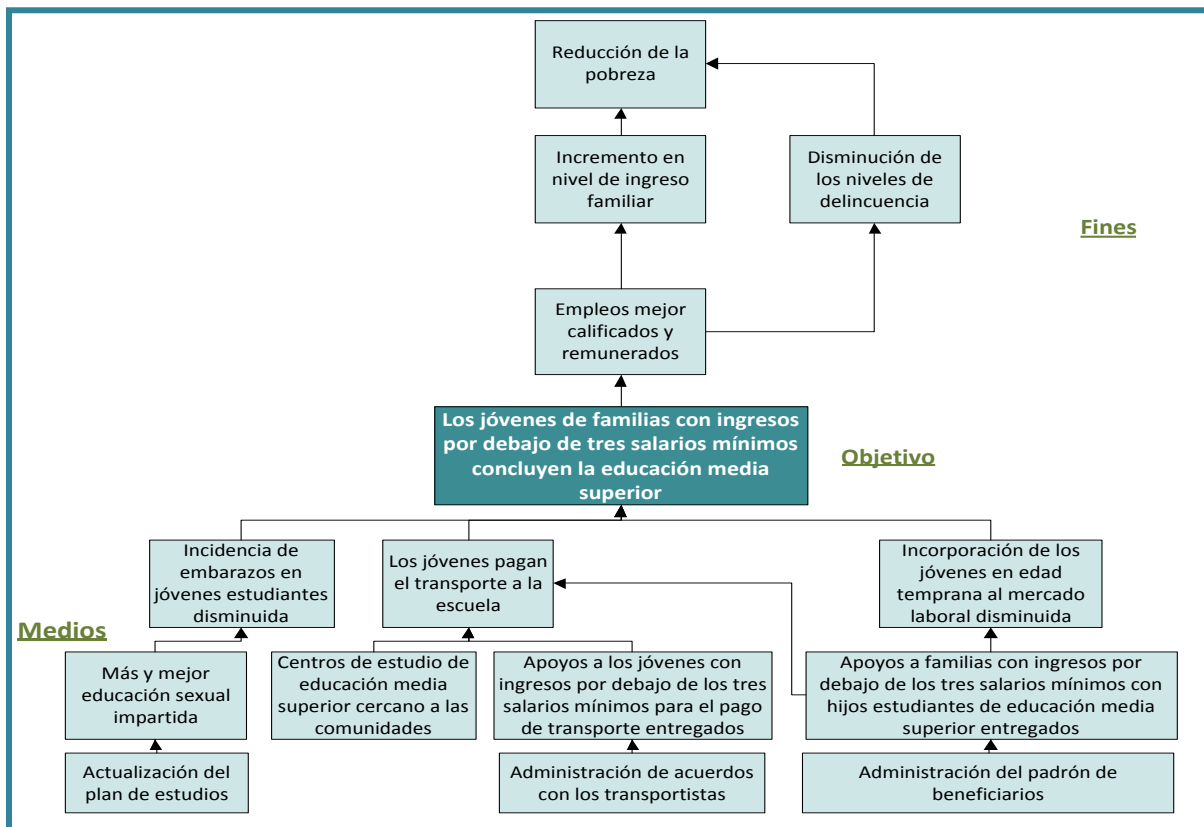 Reducción de la
pobreza
Incremento en
nivel de ingreso
familiar
Disminución de
los niveles de
delincuencia
Fines
Empleos mejor
calificados y
remunerados
Los jóvenes de familias con ingresos
por debajo de tres salarios mínimos
concluyen la educación media
superior
Objetivo
Incidencia de
embarazos en
jóvenes estudiantes
disminuida
Los jóvenes pagan
el transporte a la
escuela
Incorporación de los
jóvenes en edad
temprana al mercado
laboral disminuida
Medios
Más y mejor
educación sexual
impartida
Centros de estudio de
educación media
superior cercano a las
comunidades
Apoyos a los jóvenes con
ingresos por debajo de los tres
salarios mínimos para el pago
de transporte entregados
Apoyos a familias con ingresos por
debajo de los tres salarios mínimos con
hijos estudiantes de educación media
superior entregados
Actualización del
plan de estudios
Administración de acuerdos
con los transportistas
Administración del padrón de
beneficiarios